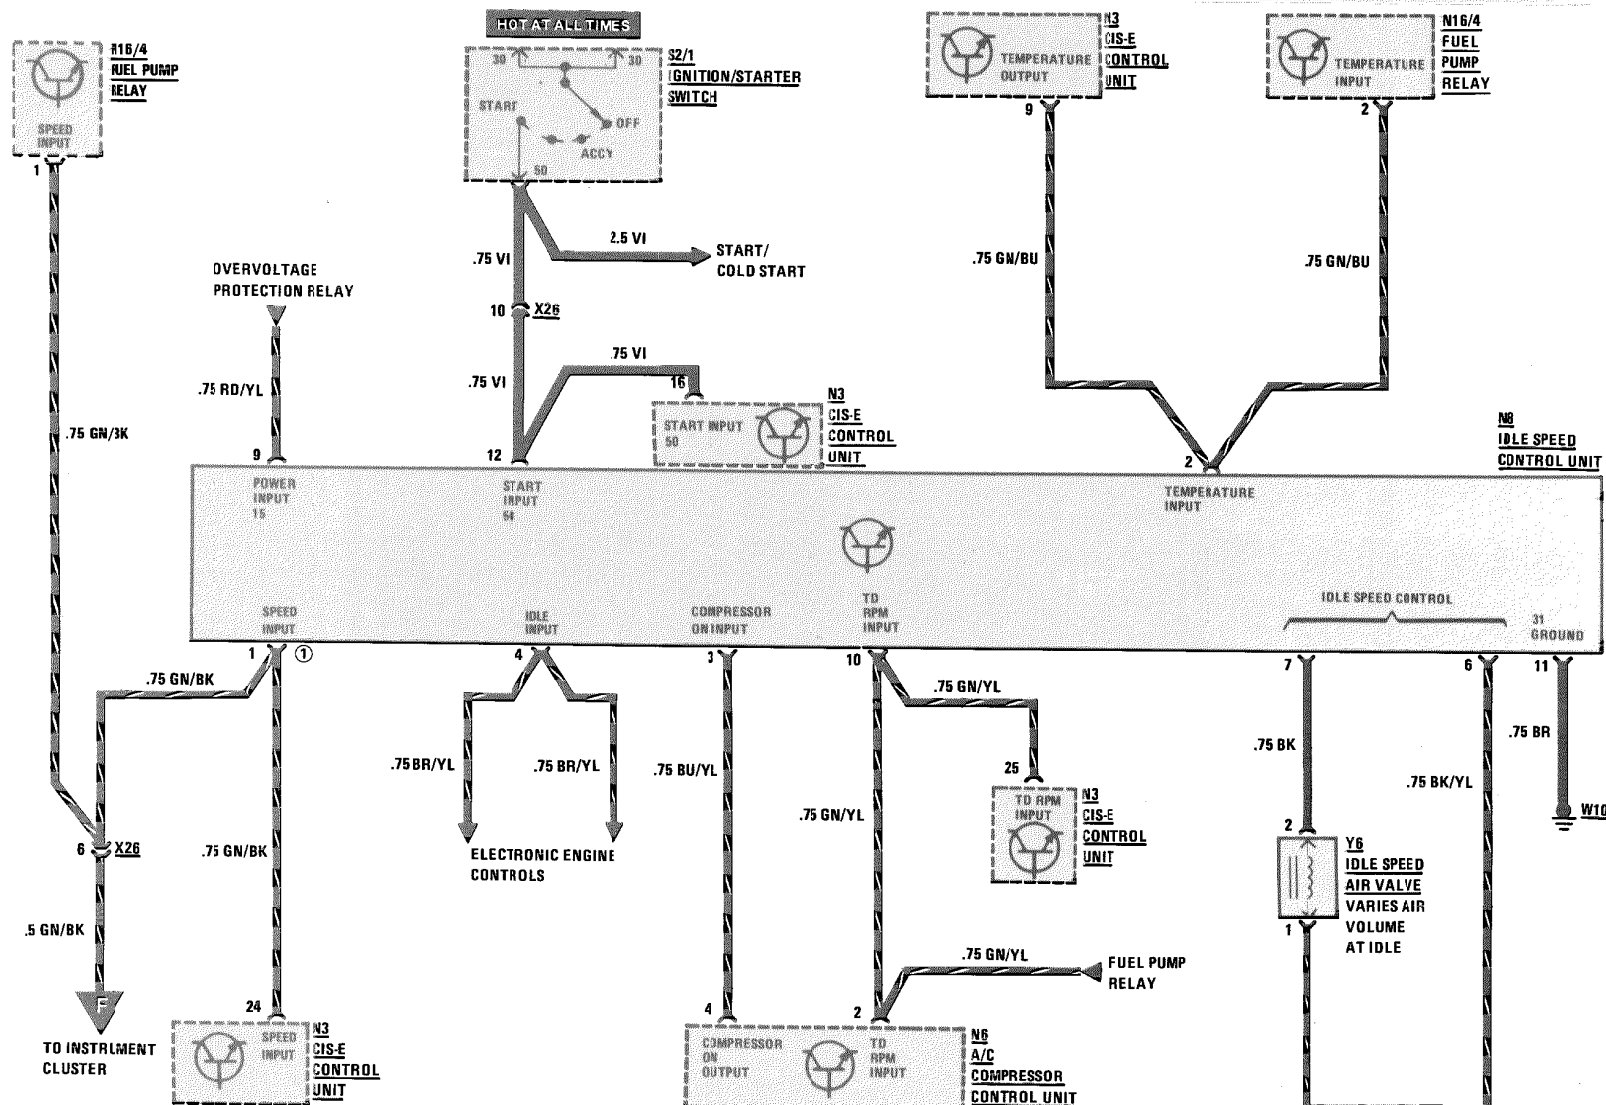 HOT AT ALL TIMES
R16/4
FUEL PUMP
RELAY
SPEED
INPUT
1
30
30
START
OFF
ACCY
50
S2/1
IGNITION/STARTER
SWITCH
TEMPERATURE
OUTPUT
9
N3
CIS-E
CONTROL
UNIT
TEMPERATURE
INPUT
2
N16/4
FUEL
PUMP
RELAY
2.5 VI
START/
COLD START
.75 VI
10 X26
.75 GN/BU
.75 GN/BU
OVERVOLTAGE
PROTECTION RELAY
.75 RD/YL
.75 VI
.75 VI
16
START INPUT
50
N3
CIS-E
CONTROL
UNIT
.75 GN/BK
9
12
2
N8
IDLE SPEED
CONTROL UNIT
POWER
INPUT
15
START
INPUT
TEMPERATURE
INPUT
SPEED
INPUT
IDLE
INPUT
COMPRESSOR
ON INPUT
TD
RPM
INPUT
IDLE SPEED CONTROL
31
GROUND
1 ①
4
3
10
7
6
11
.75 GN/BK
.75 GN/YL
.75 BR/YL
.75 BR/YL
.75 BU/YL
.75 BK
.75 BR
.75 BK/YL
25
TD RPM
INPUT
N3
CIS-E
CONTROL
UNIT
.75 GN/YL
W10
6 X26
.75 GN/BK
ELECTRONIC ENGINE
CONTROLS
2
Y6
IDLE SPEED
AIR VALVE
VARIES AIR
VOLUME
AT IDLE
1
.5 GN/BK
.75 GN/YL
FUEL PUMP
RELAY
F
TO INSTRUMENT
CLUSTER
24
SPEED
INPUT
N3
CIS-E
CONTROL
UNIT
4
2
COMPRESSOR
ON
OUTPUT
TD
RPM
INPUT
N6
A/C
COMPRESSOR
CONTROL UNIT